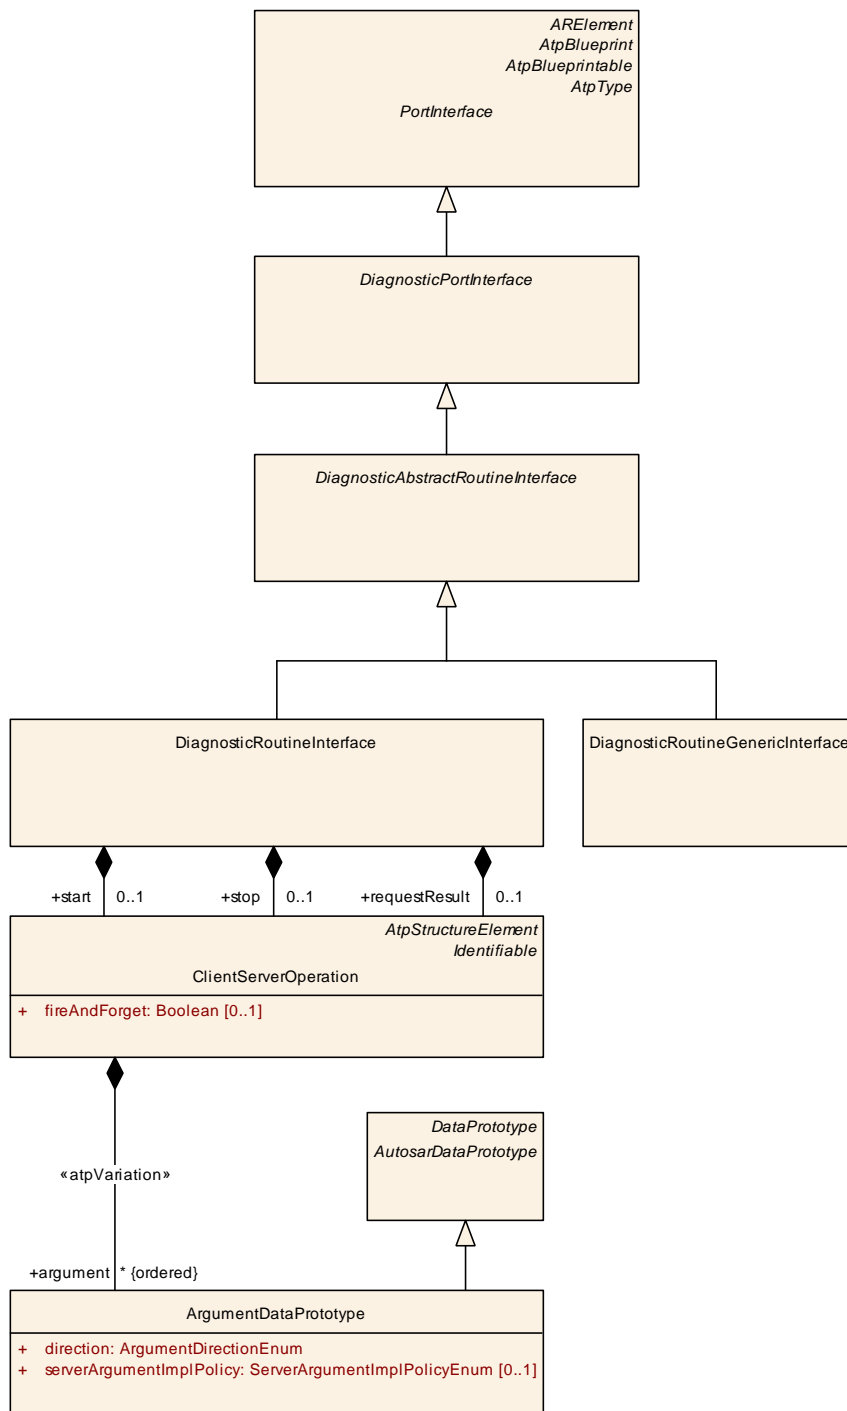 ARElement
AtpBlueprint
AtpBlueprintable
AtpType
PortInterface
DiagnosticPortInterface
DiagnosticAbstractRoutineInterface
DiagnosticRoutineInterface
DiagnosticRoutineGenericInterface
+start 0..1
+stop 0..1
+requestResult 0..1
AtpStructureElement
Identifiable
ClientServerOperation
+ fireAndForget: Boolean [0..1]
DataPrototype
AutosarDataPrototype
«atpVariation»
+argument * {ordered}
ArgumentDataPrototype
+ direction: ArgumentDirectionEnum
+ serverArgumentImplPolicy: ServerArgumentImplPolicyEnum [0..1]